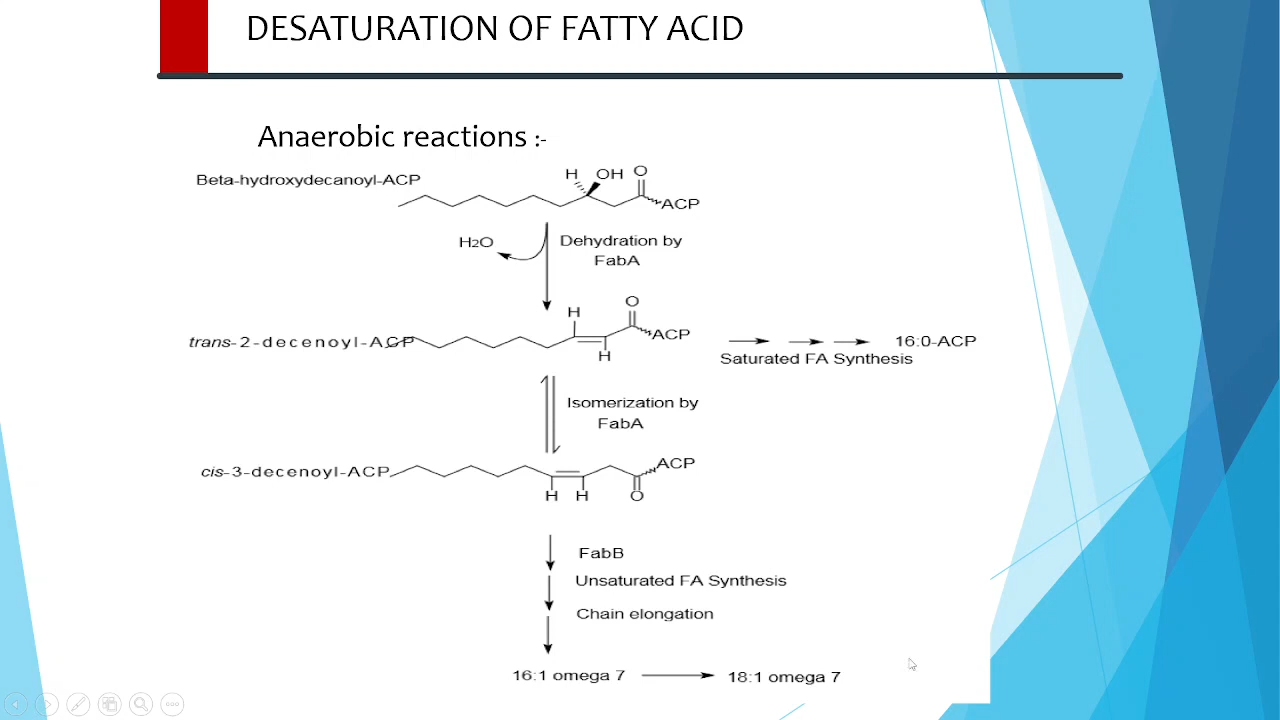 DESATURATION OF FATTY ACID
Anaerobic reactions :-
Beta-hydroxydecanoyl-ACP
H OH O
ACP
H2O
Dehydration by
FabA
O
H
ACP
trans-2-decenoyl-ACP
H
16:0-ACP
Saturated FA Synthesis
Isomerization by
FabA
ACP
cis-3-decenoyl-ACP
H H O
FabB
Unsaturated FA Synthesis
Chain elongation
16:1 omega 7
18:1 omega 7